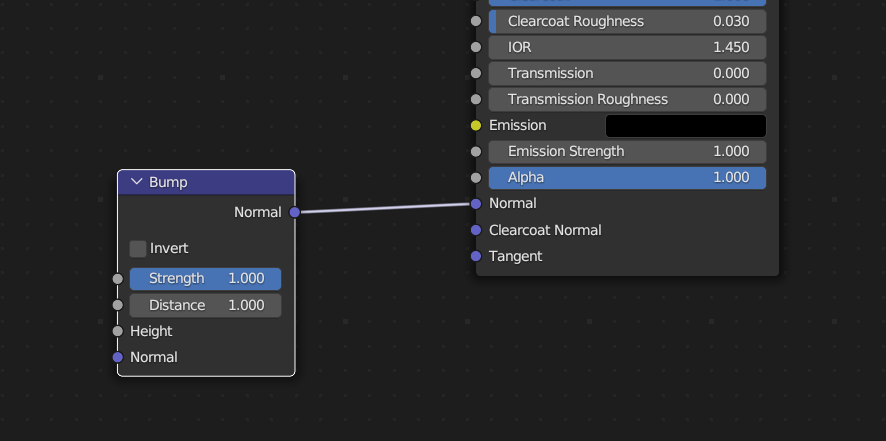 Clearcoat Roughness 0.030
IOR 1.450
Transmission 0.000
Transmission Roughness 0.000
Emission
Emission Strength 1.000
Alpha 1.000
Normal
Clearcoat Normal
Tangent
Bump
Normal
Invert
Strength 1.000
Distance 1.000
Height
Normal